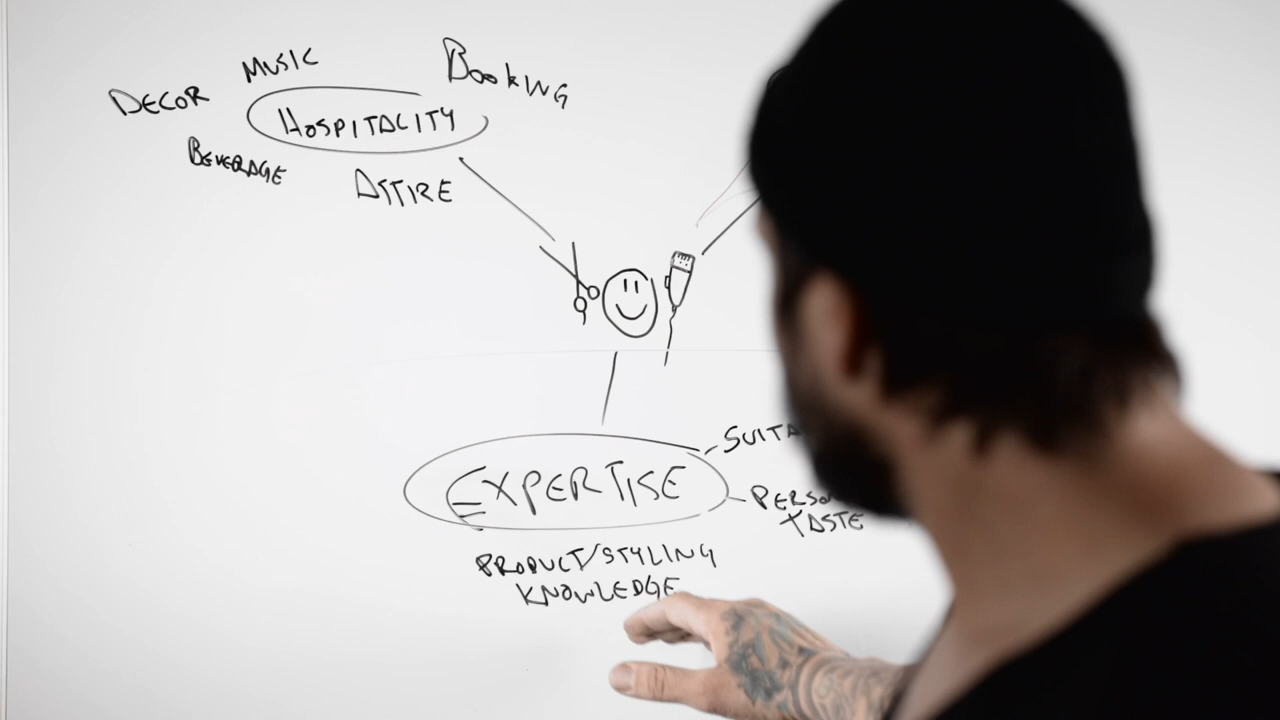 MUSIC
BOOKING
DECOR
HOSPITALITY
BEVERAGE
ATTIRE
EXPERTISE
PRODUCT/STYLING
KNOWLEDGE
TASTE